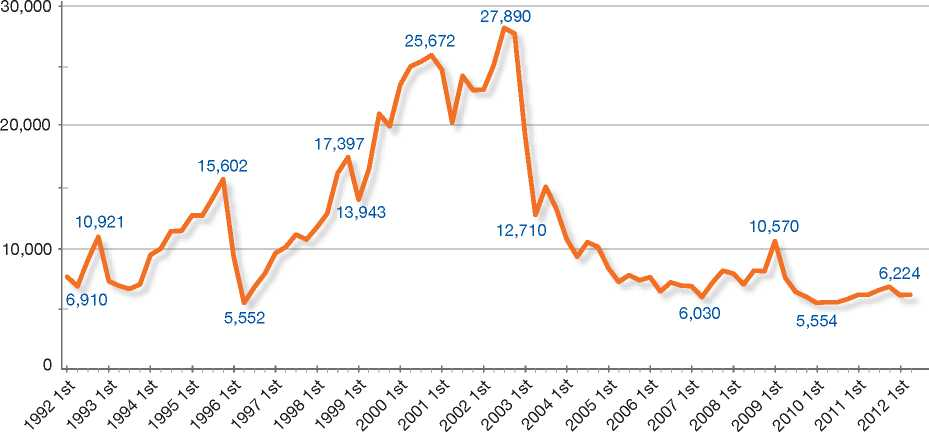 30,000
27,890
25,672
20,000
17,397
15,602
13,943
10,921
12,710
10,570
10,000
6,910
5,552
6,030
5,554
6,224
0
1992 1st
1993 1st
1994 1st
1995 1st
1996 1st
1997 1st
1998 1st
1999 1st
2000 1st
2001 1st
2002 1st
2003 1st
2004 1st
2005 1st
2006 1st
2007 1st
2008 1st
2009 1st
2010 1st
2011 1st
2012 1st